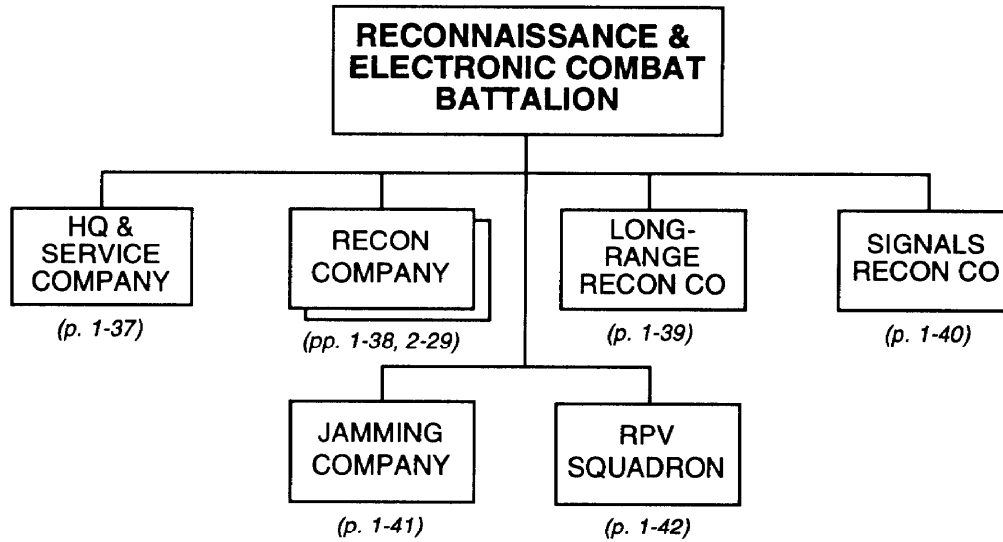 RECONNAISSANCE &
ELECTRONIC COMBAT
BATTALION
HQ &
SERVICE
COMPANY
(p. 1-37)
RECON
COMPANY
(pp. 1-38, 2-29)
LONG-
RANGE
RECON CO
(p. 1-39)
SIGNALS
RECON CO
(p. 1-40)
JAMMING
COMPANY
(p. 1-41)
RPV
SQUADRON
(p. 1-42)